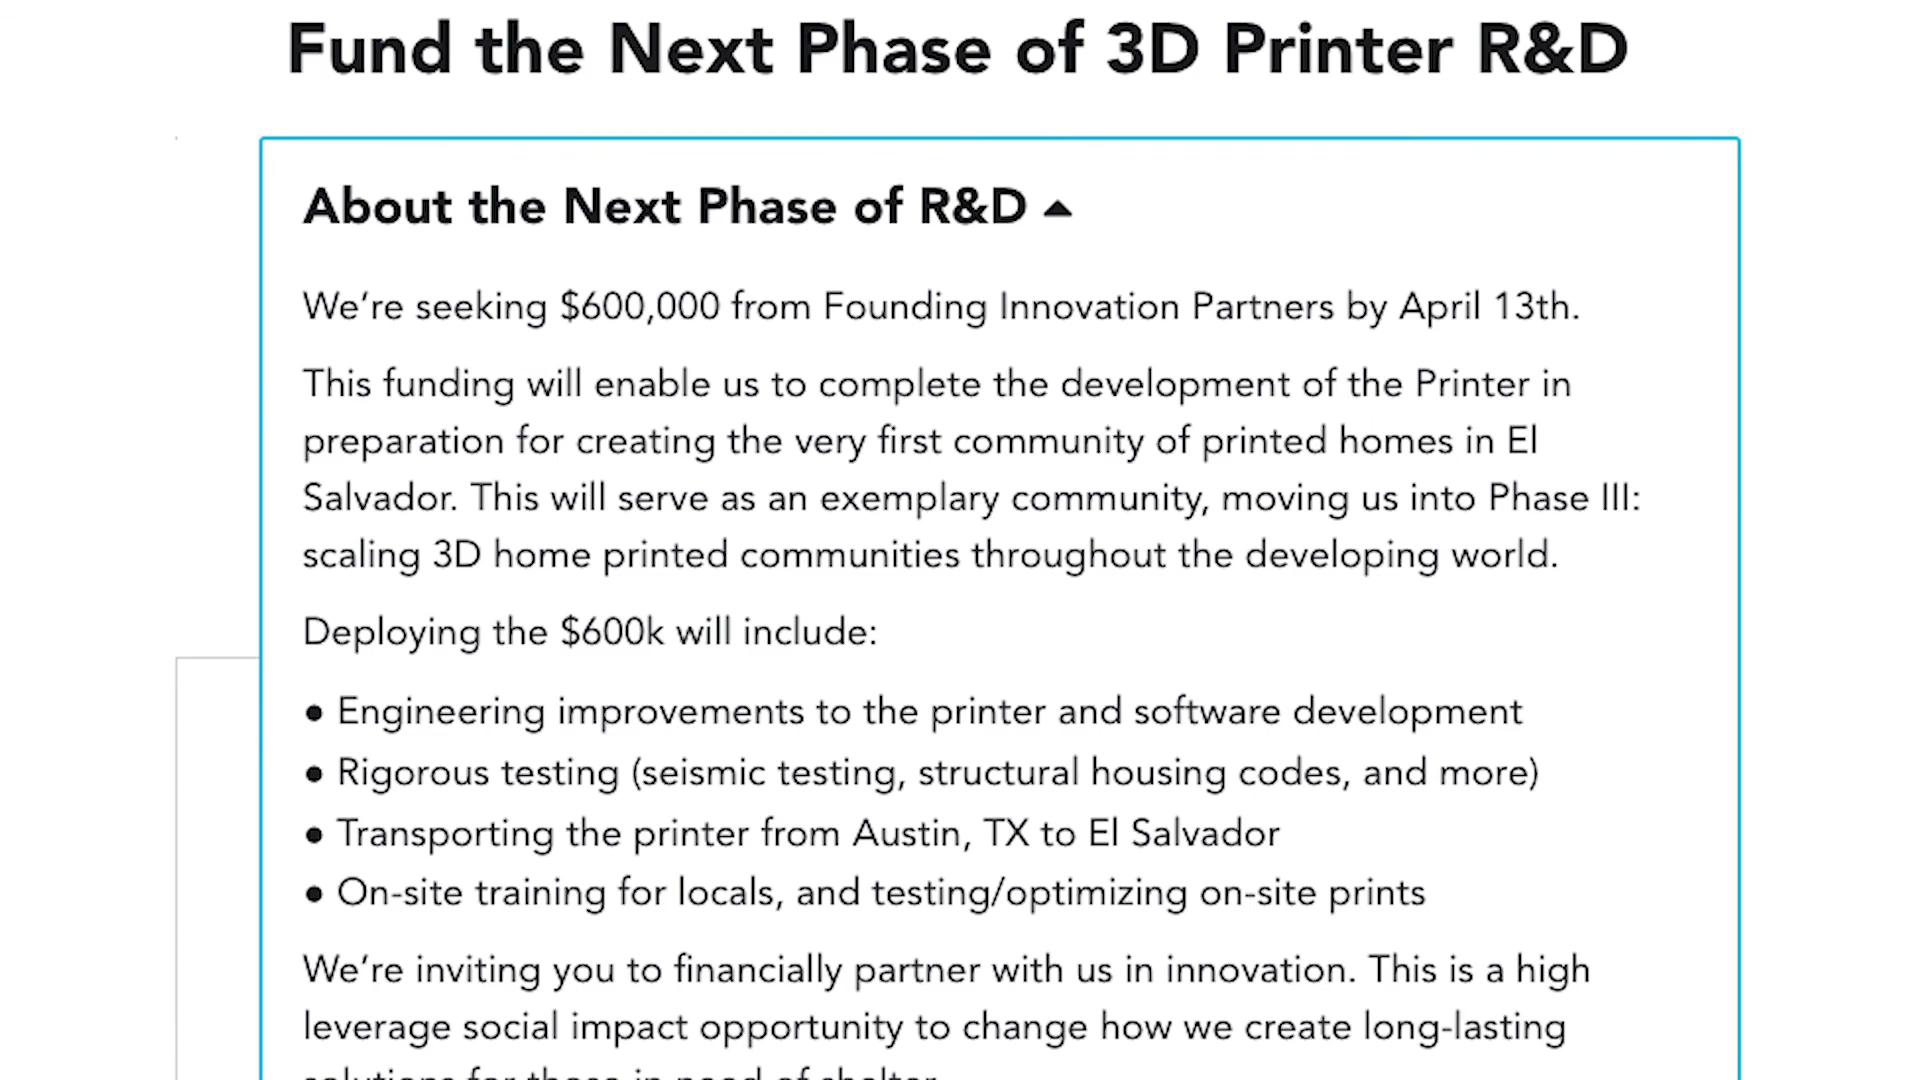 Fund the Next Phase of 3D Printer R&D
About the Next Phase of R&D
We're seeking $600,000 from Founding Innovation Partners by April 13th.
This funding will enable us to complete the development of the Printer in
preparation for creating the very first community of printed homes in El
Salvador. This will serve as an exemplary community, moving us into Phase III:
scaling 3D home printed communities throughout the developing world.
Deploying the $600k will include:
● Engineering improvements to the printer and software development
● Rigorous testing (seismic testing, structural housing codes, and more)
● Transporting the printer from Austin, TX to El Salvador
● On-site training for locals, and testing/optimizing on-site prints
We're inviting you to financially partner with us in innovation. This is a high
leverage social impact opportunity to change how we create long-lasting
solutions for those in need of shelter.